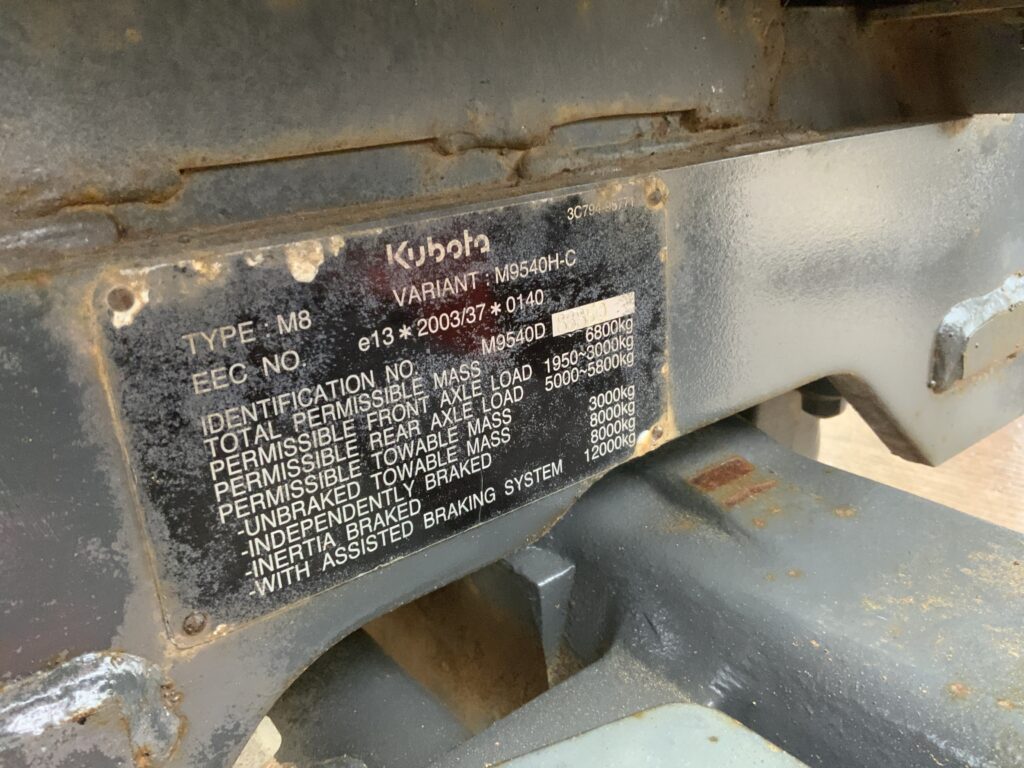 Kubota
TYPE : M8 VARIANT : M9540H-C
EEC NO. e13＊2003/37＊0140
IDENTIFICATION NO. M9540D
TOTAL PERMISSIBLE MASS 6800kg
PERMISSIBLE FRONT AXLE LOAD 1950~3000kg
PERMISSIBLE REAR AXLE LOAD 5000~5800kg
PERMISSIBLE TOWABLE MASS
-UNBRAKED TOWABLE MASS 3000kg
-INDEPENDENTLY BRAKED 8000kg
-INERTIA BRAKED 8000kg
-WITH ASSISTED BRAKING SYSTEM 12000kg